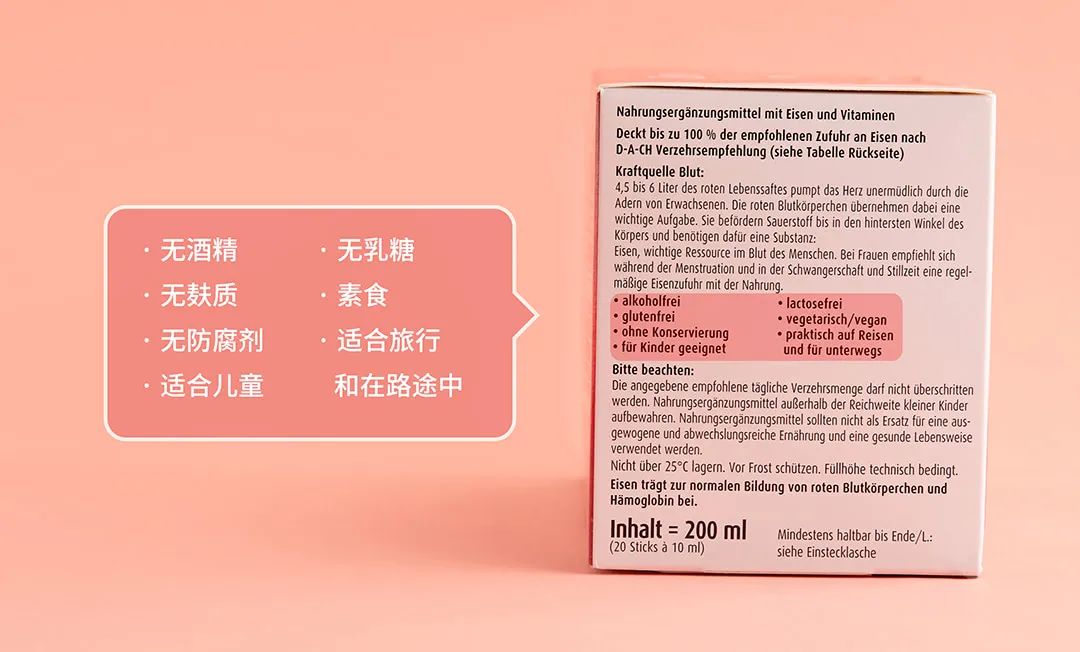 · 无酒精
· 无麸质
· 无防腐剂
· 适合儿童
· 无乳糖
· 素食
· 适合旅行
和在路途中
Nahrungsergänzungsmittel mit Eisen und Vitaminen
Deckt bis zu 100 % der empfohlenen Zufuhr an Eisen nach
D-A-CH Verzehrsempfehlung (siehe Tabelle Rückseite)
Kraftquelle Blut:
4,5 bis 6 Liter des roten Lebenssaftes pumpt das Herz unermüdlich durch die
Adern von Erwachsenen. Die roten Blutkörperchen übernehmen dabei eine
wichtige Aufgabe. Sie befördern Sauerstoff bis in den hintersten Winkel des
Körpers und benötigen dafür eine Substanz:
Eisen, wichtige Ressource im Blut des Menschen. Bei Frauen empfiehlt sich
während der Menstruation und in der Schwangerschaft und Stillzeit eine regel-
mäßige Eisenzufuhr mit der Nahrung.
• alkoholfrei
• glutenfrei
• ohne Konservierung
• für Kinder geeignet
• lactosefrei
• vegetarisch/vegan
• praktisch auf Reisen
und für unterwegs
Bitte beachten:
Die angegebene empfohlene tägliche Verzehrsmenge darf nicht überschritten
werden. Nahrungsergänzungsmittel außerhalb der Reichweite kleiner Kinder
aufbewahren. Nahrungsergänzungsmittel sollten nicht als Ersatz für eine aus-
gewogene und abwechslungsreiche Ernährung und eine gesunde Lebensweise
verwendet werden.
Nicht über 25°C lagern. Vor Frost schützen. Füllhöhe technisch bedingt.
Eisen trägt zur normalen Bildung von roten Blutkörperchen und
Hämoglobin bei.
Inhalt = 200 ml
(20 Sticks à 10 ml)
Mindestens haltbar bis Ende/L.:
siehe Einstecklasche